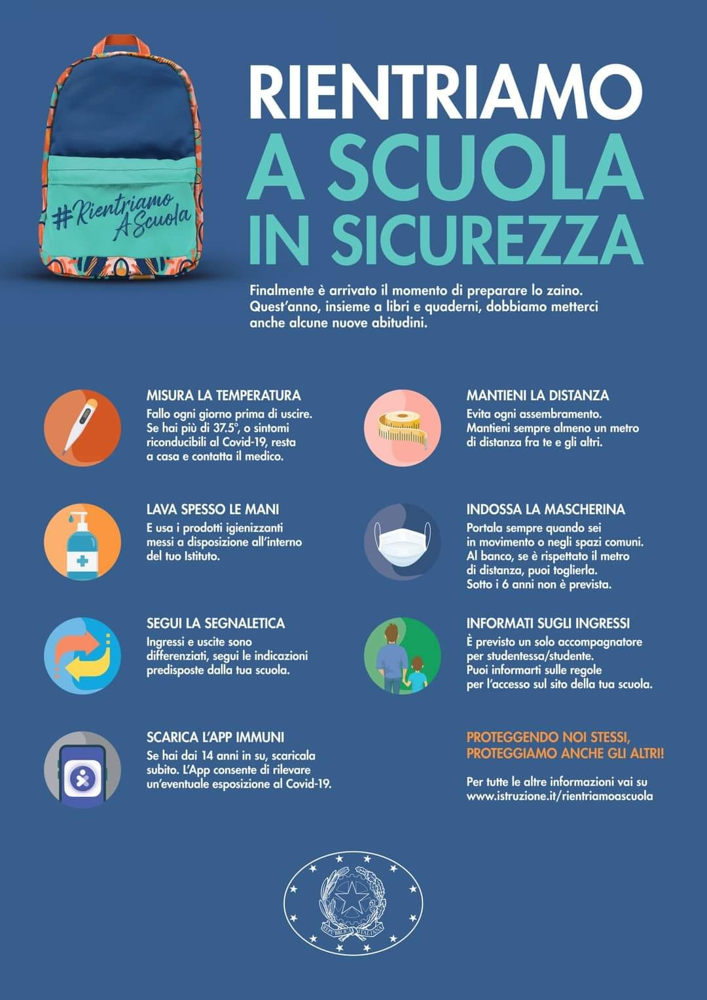 #Rientriamo
A Scuola
RIENTRIAMO
A SCUOLA
IN SICUREZZA
Finalmente è arrivato il momento di preparare lo zaino.
Quest'anno, insieme a libri e quaderni, dobbiamo metterci
anche alcune nuove abitudini.
MISURA LA TEMPERATURA
Fallo ogni giorno prima di uscire.
Se hai più di 37.5°, o sintomi
riconducibili al Covid-19, resta
a casa e contatta il medico.
MANTIENI LA DISTANZA
Evita ogni assembramento.
Mantieni sempre almeno un metro
di distanza fra te e gli altri.
LAVA SPESSO LE MANI
E usa i prodotti igienizzanti
messi a disposizione all'interno
del tuo Istituto.
INDOSSA LA MASCHERINA
Portala sempre quando sei
in movimento o negli spazi comuni.
Al banco, se è rispettato il metro
di distanza, puoi toglierla.
Sotto i 6 anni non è prevista.
SEGUI LA SEGNALETICA
Ingressi e uscite sono
differenziati, segui le indicazioni
predisposte dalla tua scuola.
INFORMATI SUGLI INGRESSI
È previsto un solo accompagnatore
per studentessa/studente.
Puoi informarti sulle regole
per l'accesso sul sito della tua scuola.
SCARICA L'APP IMMUNI
Se hai dai 14 anni in su, scaricala
subito. L'App consente di rilevare
un'eventuale esposizione al Covid-19.
PROTEGGENDO NOI STESSI,
PROTEGGIAMO ANCHE GLI ALTRI!
Per tutte le altre informazioni vai su
www.istruzione.it/rientriamoascuola
REPVBBLICA ITALIANA